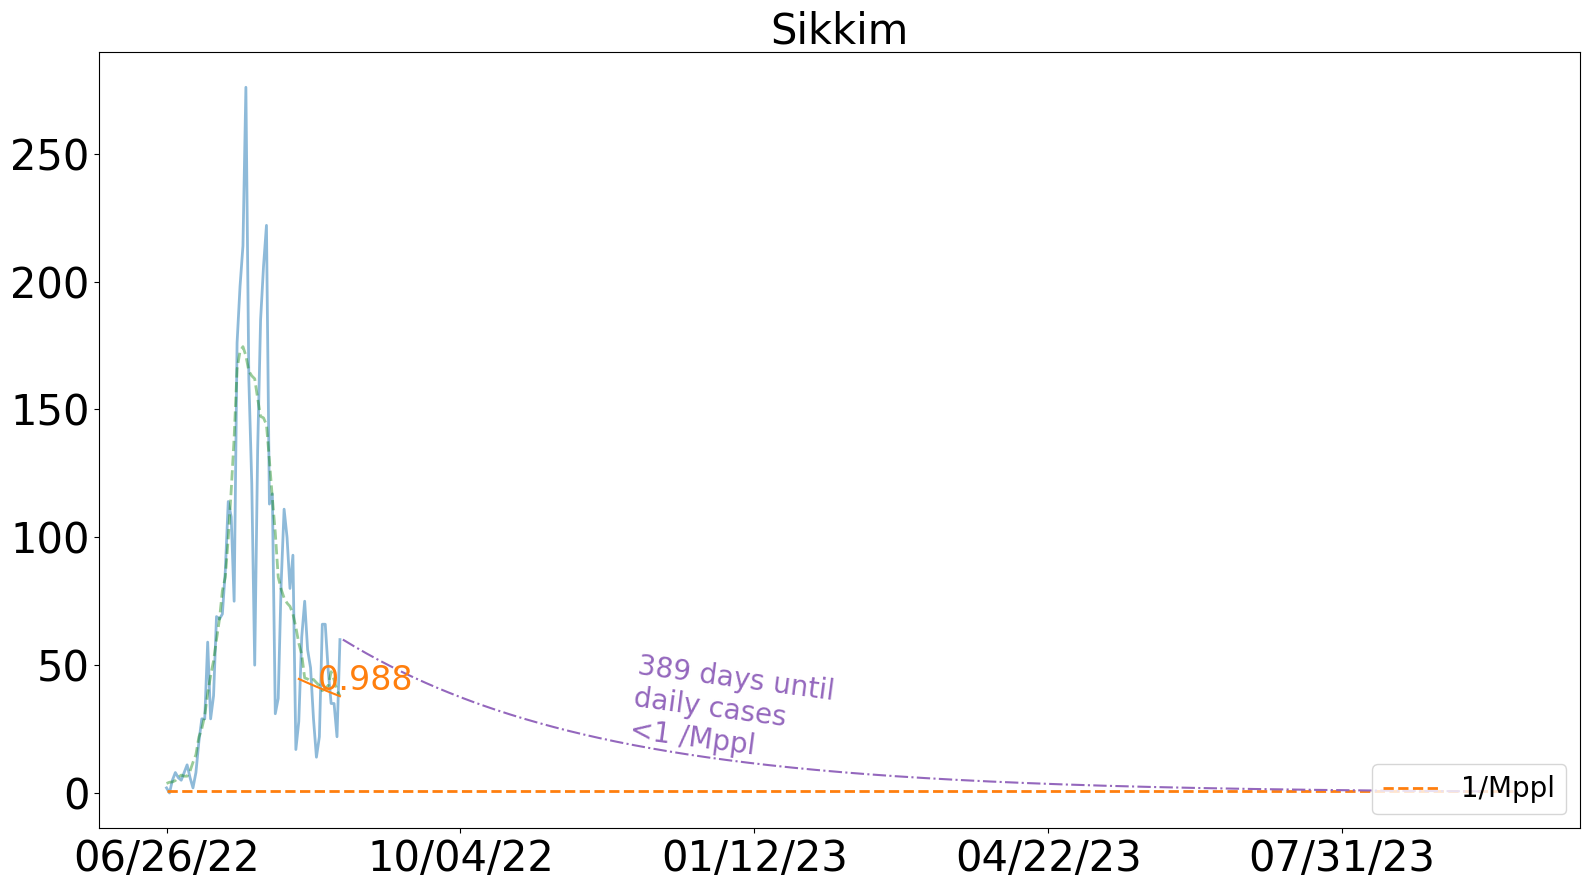 Sikkim
250
200
150
100
50
0
0.988
389 days until
daily cases
<1 /Mppl
1/Mppl
06/26/22
10/04/22
01/12/23
04/22/23
07/31/23